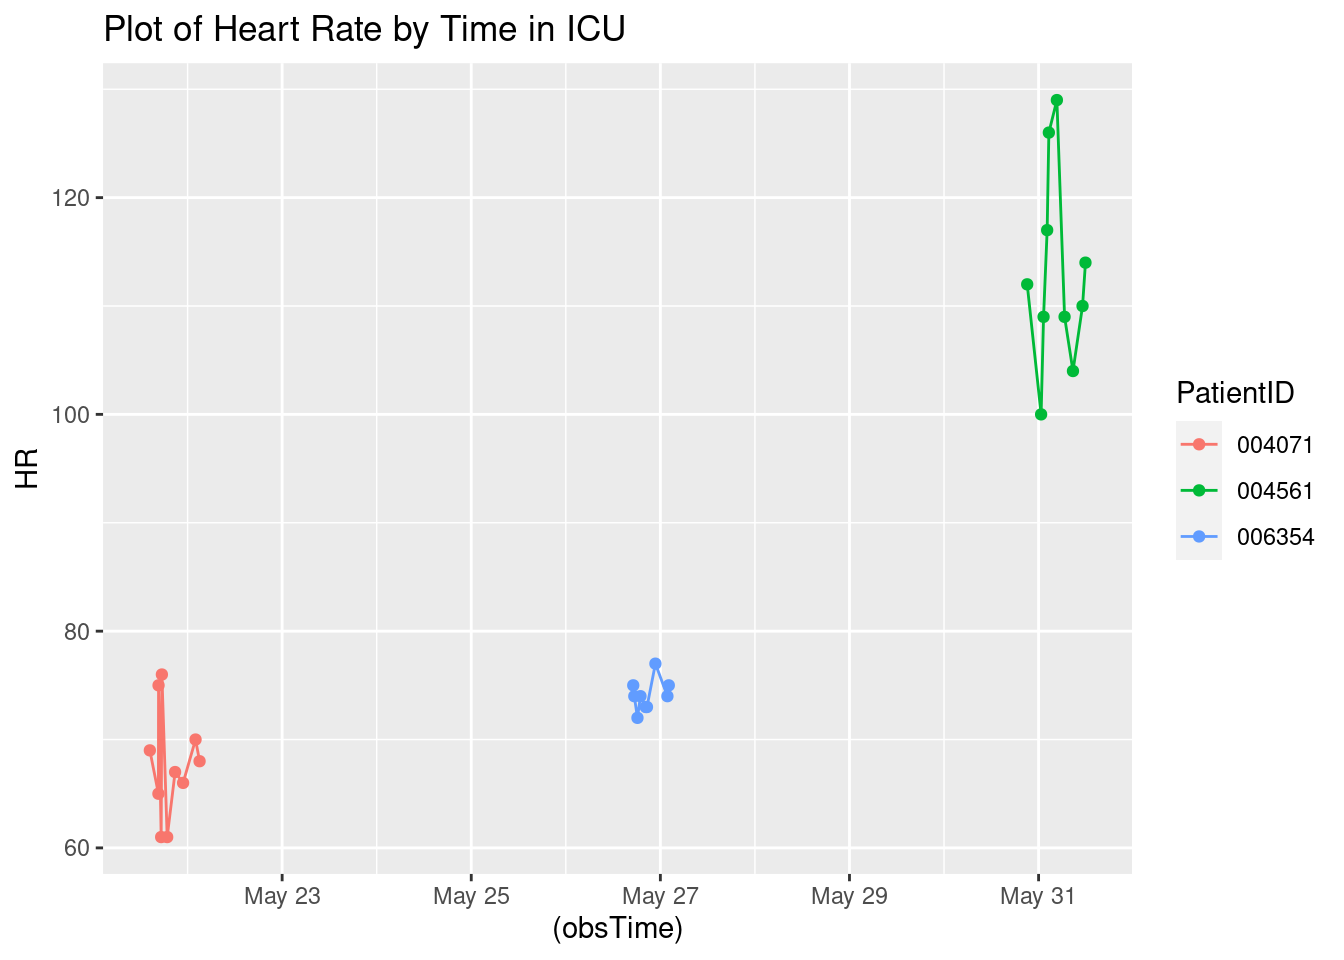 Plot of Heart Rate by Time in ICU
120
100
80
60
HR
May 23
May 25
May 27
May 29
May 31
(obsTime)
PatientID
004071
004561
006354